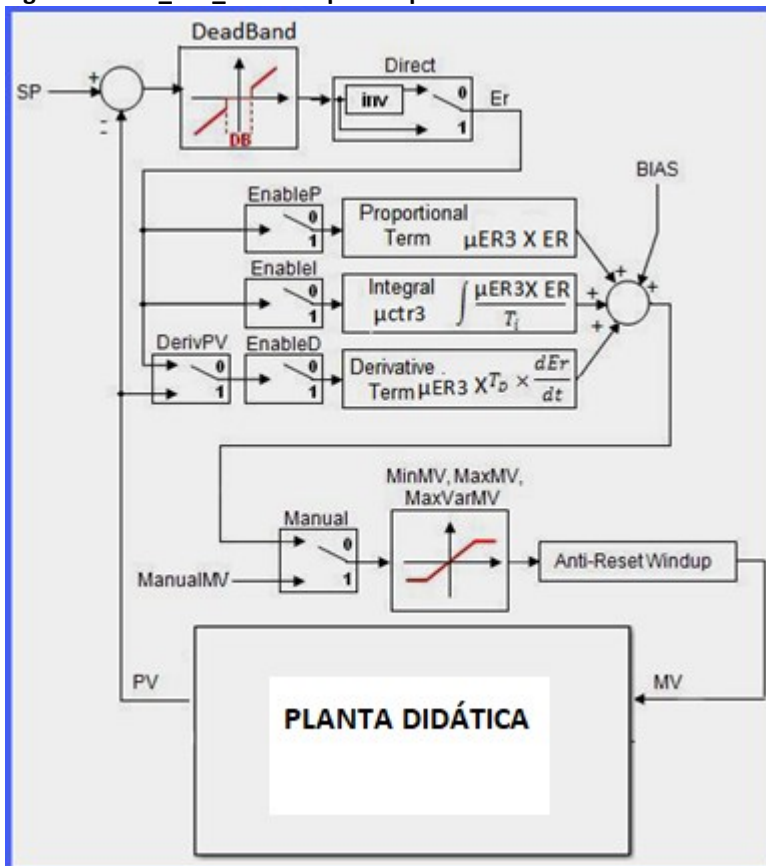 DeadBand
SP
+
-
DB
Direct
inv
0
1
Er
BIAS
EnableP
0
1
Proportional
Term μER3 X ER
EnableI
0
1
Integral
μctr3 ∫ μER3X ER / T_i
DerivPV
0
1
EnableD
0
1
Derivative .
Term μER3 X T_D × dEr/dt
+
+
+
+
MinMV, MaxMV,
MaxVarMV
Manual
0
1
ManualMV
Anti-Reset Windup
PV
MV
PLANTA DIDÁTICA